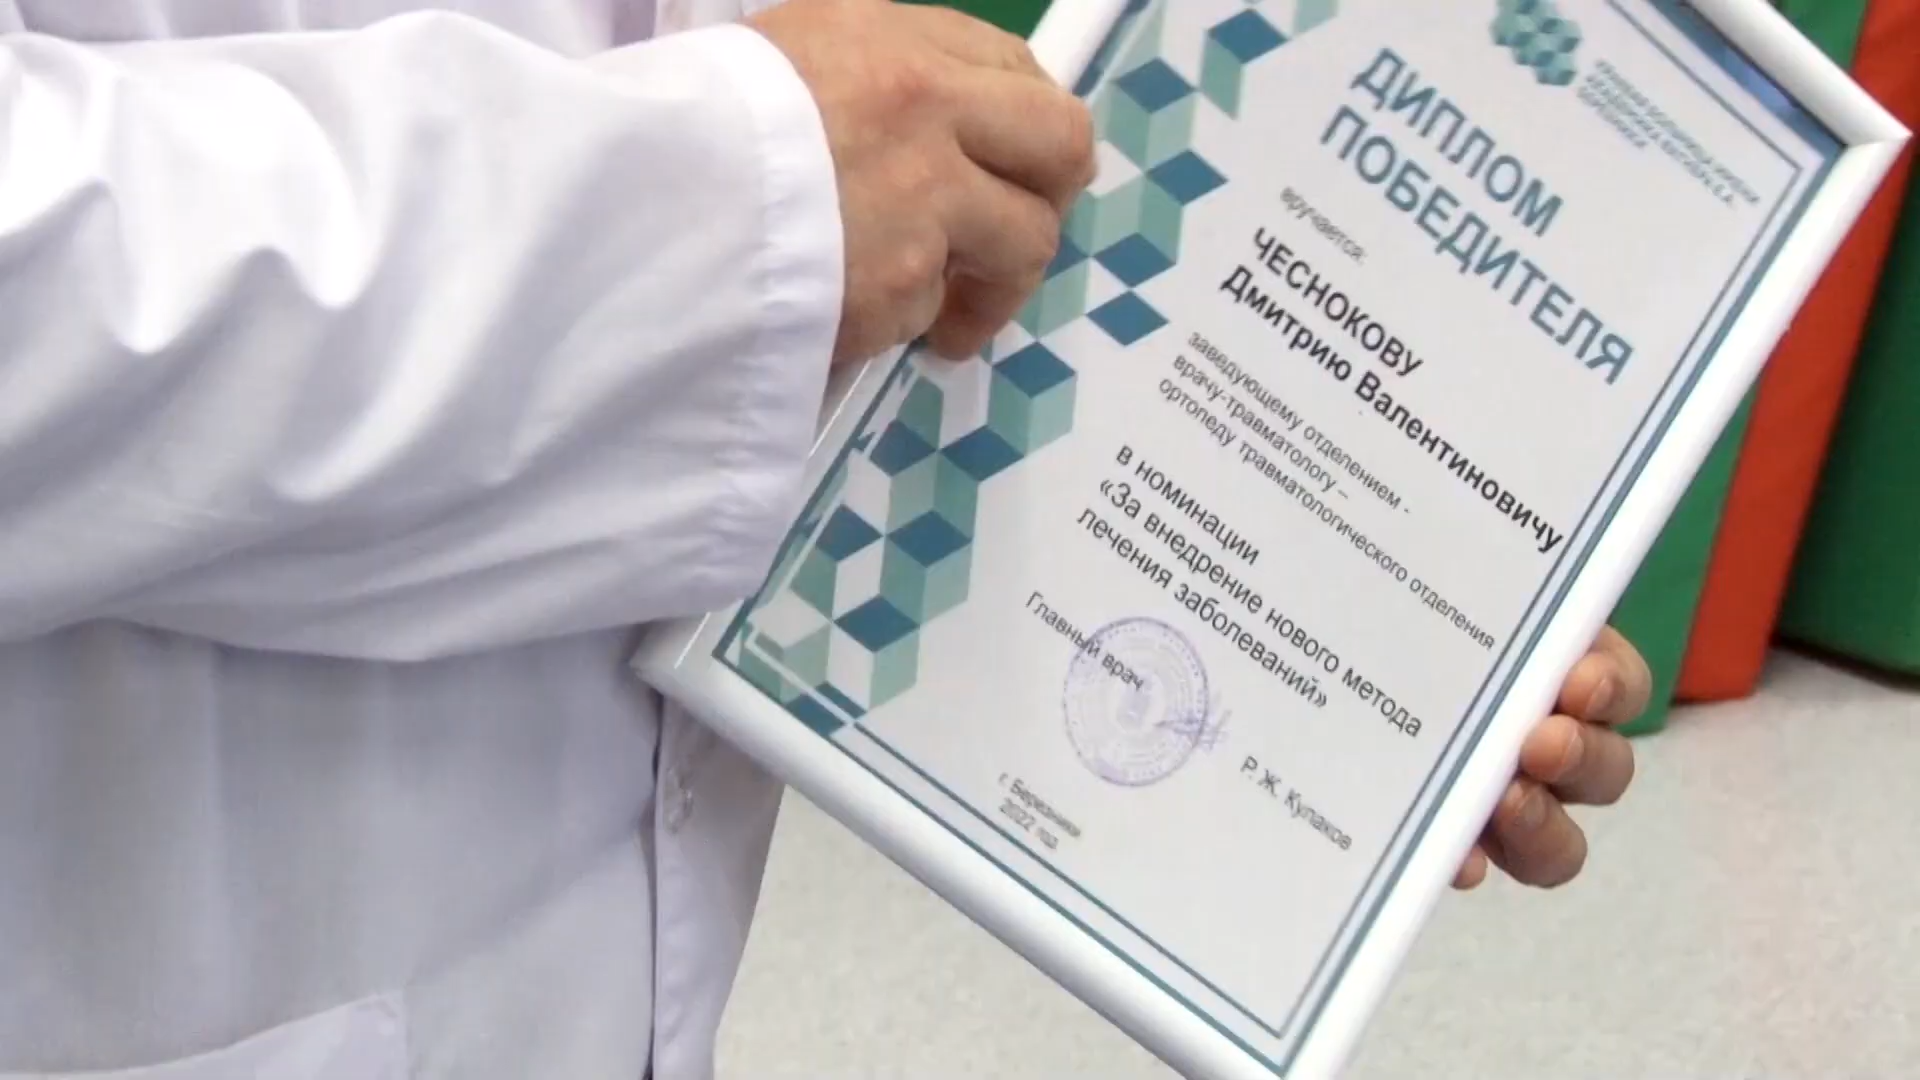 ДИПЛОМ
ПОБЕДИТЕЛЯ
вручается:
ЧЕСНОКОВУ
Дмитрию Валентиновичу
заведующему отделением -
врачу-травматологу –
ортопеду травматологического отделения
в номинации
«За внедрение нового метода
лечения заболеваний»
Главный врач
Р. Ж. Кулаков
г. Березники
2022 год